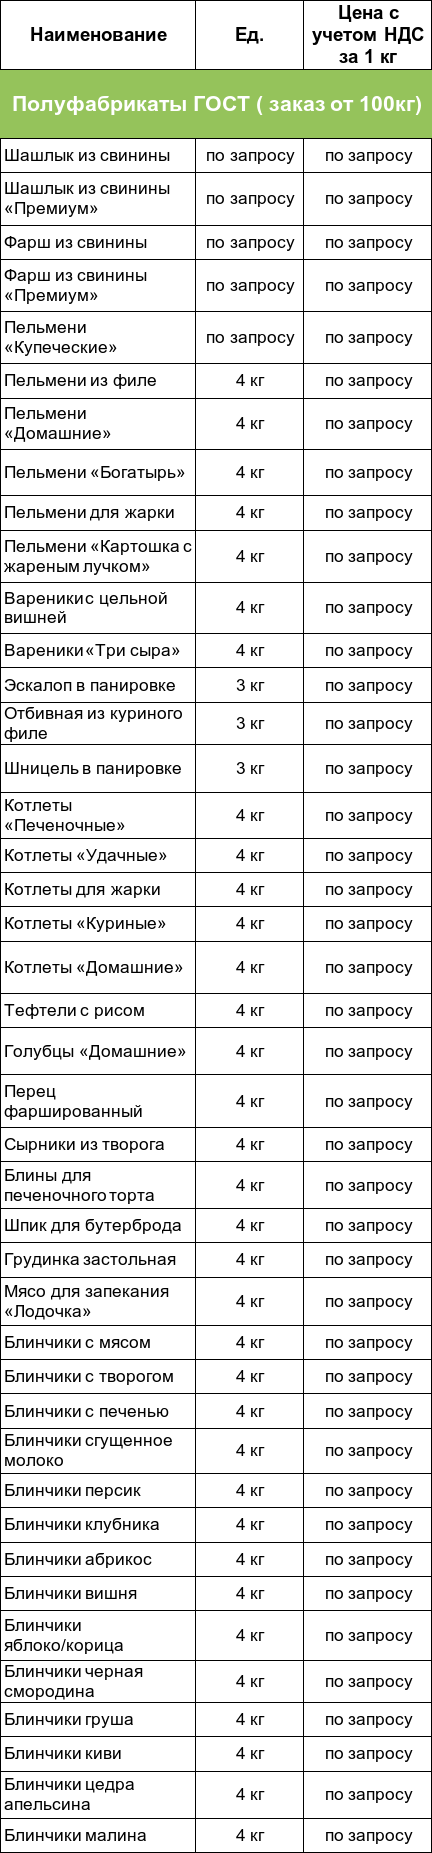 Наименование Ед. Цена с
учетом НДС
за 1 кг
Полуфабрикаты ГОСТ ( заказ от 100кг)
Шашлык из свинины по запросу по запросу
Шашлык из свинины
«Премиум» по запросу по запросу
Фарш из свинины по запросу по запросу
Фарш из свинины
«Премиум» по запросу по запросу
Пельмени
«Купеческие» по запросу по запросу
Пельмени из филе 4 кг по запросу
Пельмени
«Домашние» 4 кг по запросу
Пельмени «Богатырь» 4 кг по запросу
Пельмени для жарки 4 кг по запросу
Пельмени «Картошка с
жареным лучком» 4 кг по запросу
Вареники с цельной
вишней 4 кг по запросу
Вареники «Три сыра» 4 кг по запросу
Эскалоп в панировке 3 кг по запросу
Отбивная из куриного
филе 3 кг по запросу
Шницель в панировке 3 кг по запросу
Котлеты
«Печеночные» 4 кг по запросу
Котлеты «Удачные» 4 кг по запросу
Котлеты для жарки 4 кг по запросу
Котлеты «Куриные» 4 кг по запросу
Котлеты «Домашние» 4 кг по запросу
Тефтели с рисом 4 кг по запросу
Голубцы «Домашние» 4 кг по запросу
Перец
фаршированный 4 кг по запросу
Сырники из творога 4 кг по запросу
Блины для
печеночного торта 4 кг по запросу
Шпик для бутерброда 4 кг по запросу
Грудинка застольная 4 кг по запросу
Мясо для запекания
«Лодочка» 4 кг по запросу
Блинчики с мясом 4 кг по запросу
Блинчики с творогом 4 кг по запросу
Блинчики с печенью 4 кг по запросу
Блинчики сгущенное
молоко 4 кг по запросу
Блинчики персик 4 кг по запросу
Блинчики клубника 4 кг по запросу
Блинчики абрикос 4 кг по запросу
Блинчики вишня 4 кг по запросу
Блинчики
яблоко/корица 4 кг по запросу
Блинчики черная
смородина 4 кг по запросу
Блинчики груша 4 кг по запросу
Блинчики киви 4 кг по запросу
Блинчики цедра
апельсина 4 кг по запросу
Блинчики малина 4 кг по запросу